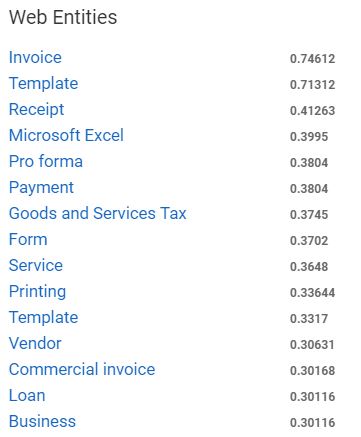 Web Entities
Invoice 0.74612
Template 0.71312
Receipt 0.41263
Microsoft Excel 0.3995
Pro forma 0.3804
Payment 0.3804
Goods and Services Tax 0.3745
Form 0.3702
Service 0.3648
Printing 0.33644
Template 0.3317
Vendor 0.30631
Commercial invoice 0.30168
Loan 0.30116
Business 0.30116